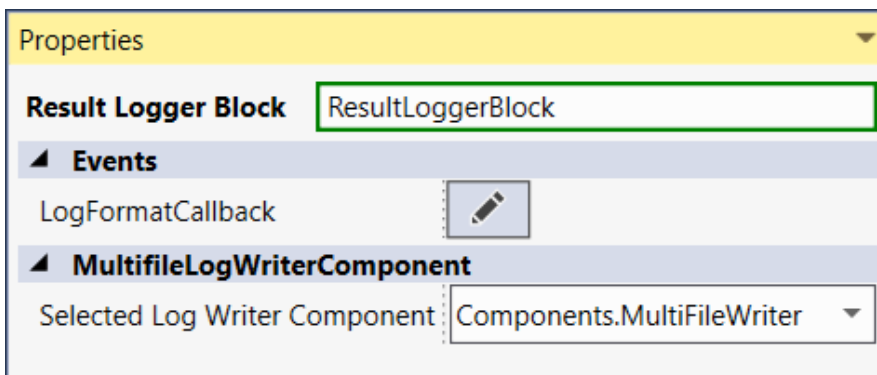 Properties
Result Logger Block ResultLoggerBlock
Events
LogFormatCallback
MultifileLogWriterComponent
Selected Log Writer Component Components.MultiFileWriter